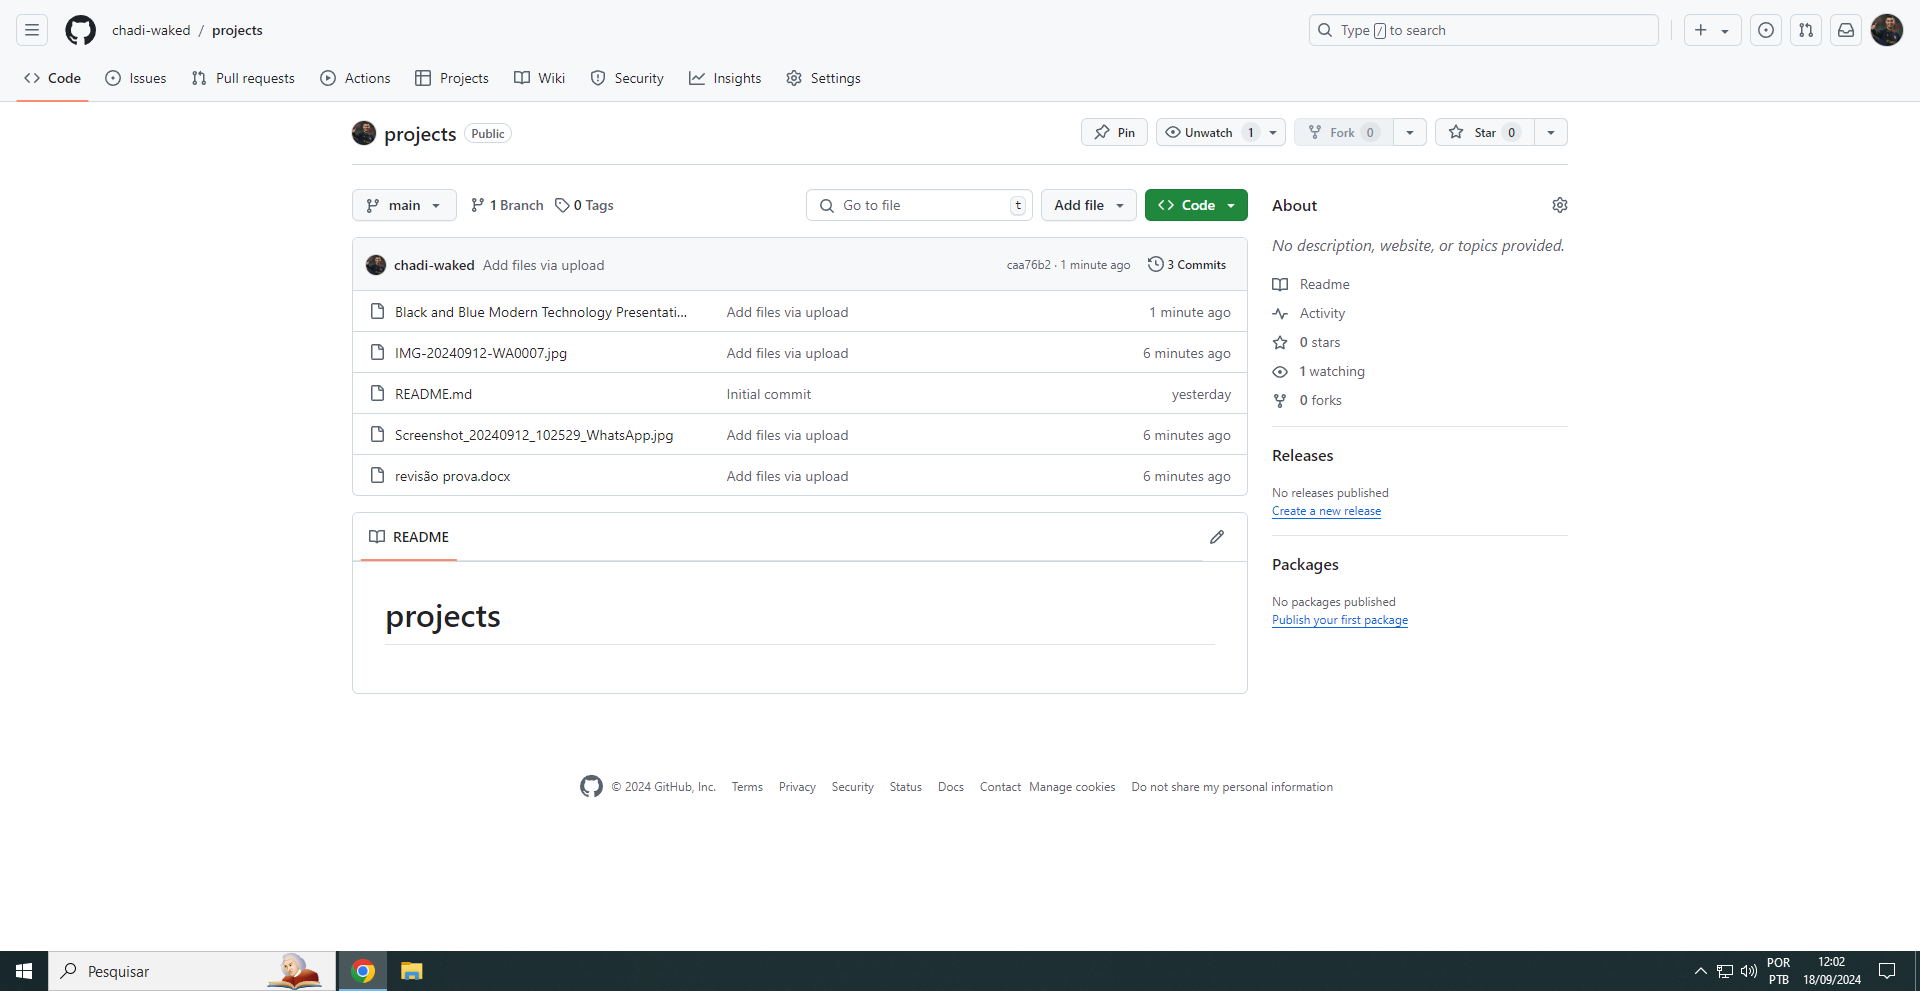 chadi-waked / projects
Type / to search
Code Issues Pull requests Actions Projects Wiki Security Insights Settings
projects Public
Pin Unwatch 1 Fork 0 Star 0
main 1 Branch 0 Tags Go to file t Add file Code
chadi-waked Add files via upload caa76b2 · 1 minute ago 3 Commits
Black and Blue Modern Technology Presentati... Add files via upload 1 minute ago
IMG-20240912-WA0007.jpg Add files via upload 6 minutes ago
README.md Initial commit yesterday
Screenshot_20240912_102529_WhatsApp.jpg Add files via upload 6 minutes ago
revisão prova.docx Add files via upload 6 minutes ago
README
projects
About
No description, website, or topics provided.
Readme
Activity
0 stars
1 watching
0 forks
Releases
No releases published
Create a new release
Packages
No packages published
Publish your first package
© 2024 GitHub, Inc. Terms Privacy Security Status Docs Contact Manage cookies Do not share my personal information
Pesquisar
POR
PTB
12:02
18/09/2024